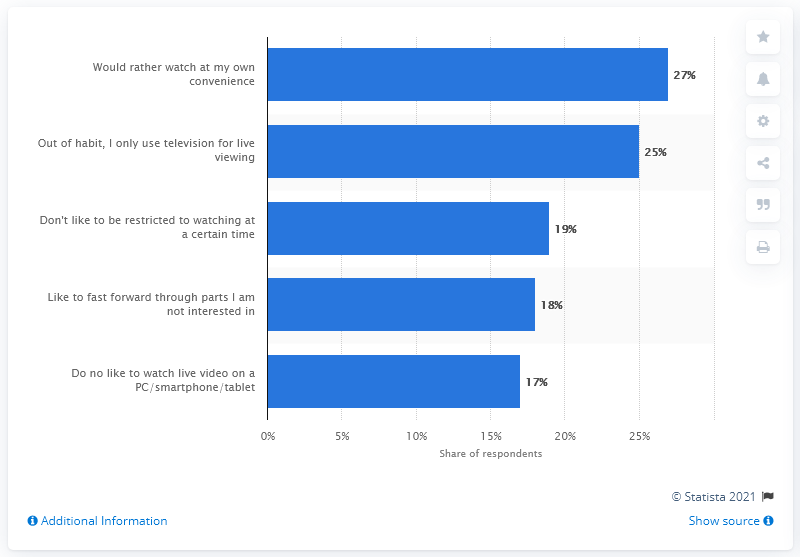 Would rather watch at my own
convenience
27%
Out of habit, I only use television for live
viewing
25%
Don't like to be restricted to watching at
a certain time
19%
Like to fast forward through parts I am
not interested in
18%
Do no like to watch live video on a
PC/smartphone/tablet
17%
0% 5% 10% 15% 20% 25%
Share of respondents
© Statista 2021
Additional Information
Show source